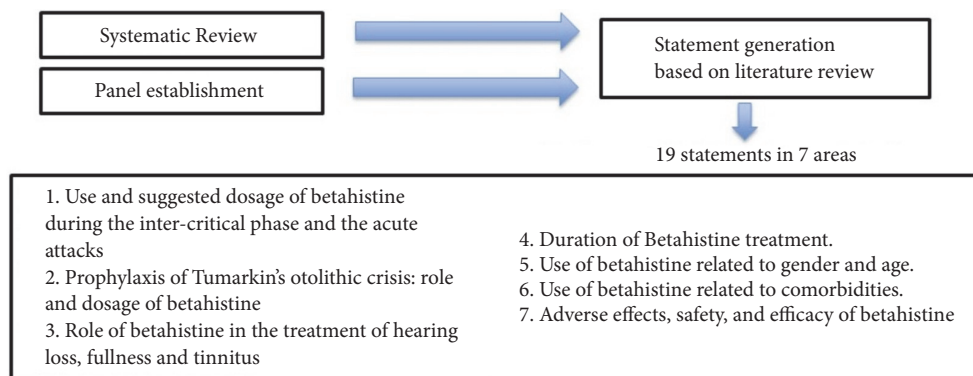 Systematic Review
Panel establishment
Statement generation
based on literature review
19 statements in 7 areas
1. Use and suggested dosage of betahistine
during the inter-critical phase and the acute
attacks
2. Prophylaxis of Tumarkin's otolithic crisis: role
and dosage of betahistine
3. Role of betahistine in the treatment of hearing
loss, fullness and tinnitus
4. Duration of Betahistine treatment.
5. Use of betahistine related to gender and age.
6. Use of betahistine related to comorbidities.
7. Adverse effects, safety, and efficacy of betahistine